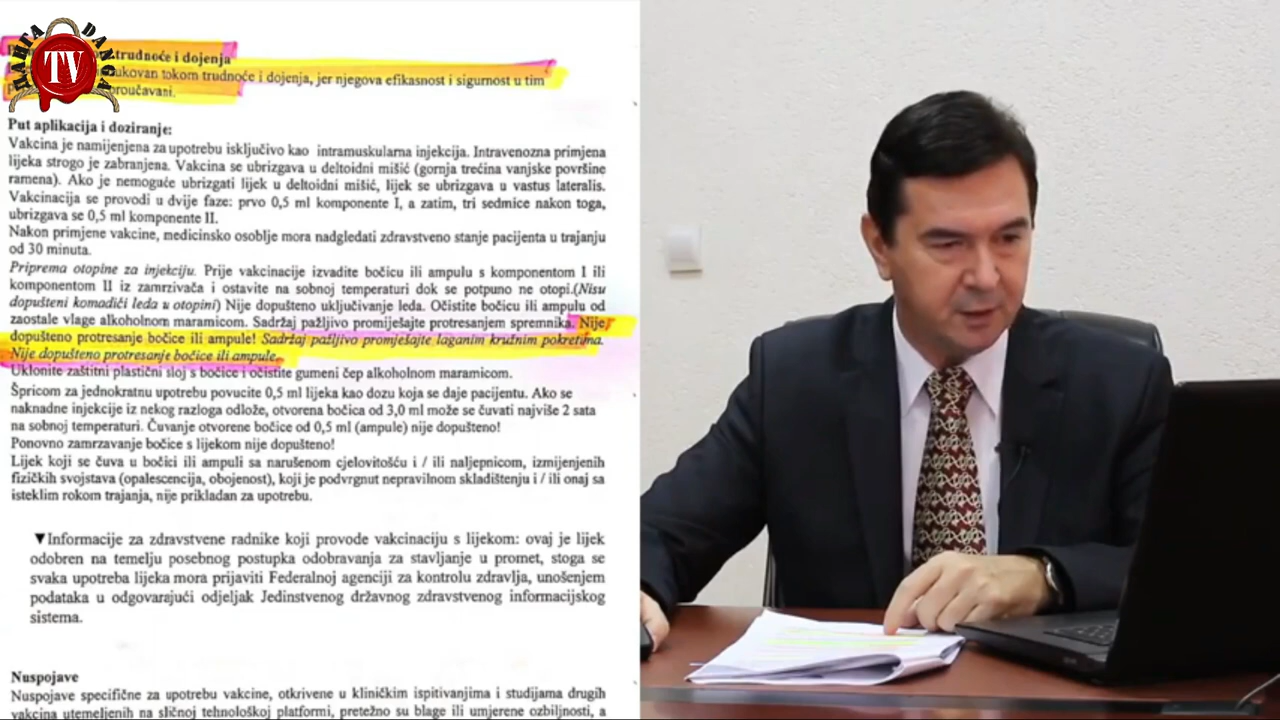 TV
DANGA
trudnoće i dojenja
tokom trudnoće i dojenja, jer njegova efikasnost i sigurnost u tim
Put aplikacija i doziranje:
Vakcina je namijenjena za upotrebu isključivo kao intramuskularna injekcija. Intravenozna primjena
lijeka strogo je zabranjena. Vakcina se ubrizgava u deltoidni mišić (gornja trećina vanjske površine
ramena). Ako je nemoguće ubrizgati lijek u deltoidni mišić, lijek se ubrizgava u vastus lateralis.
Vakcinacija se provodi u dvije faze: prvo 0,5 ml komponente I, a zatim, tri sedmice nakon toga,
ubrizgava se 0,5 ml komponente II.
Nakon primjene vakcine, medicinsko osoblje mora nadgledati zdravstveno stanje pacijenta u trajanju
od 30 minuta.
Priprema otopine za injekciju. Prije vakcinacije izvadite bočicu ili ampulu s komponentom I ili
komponentom II iz zamrzivača i ostavite na sobnoj temperaturi dok se potpuno ne otopi.(Nisu
dopušteni komadići leda u otopini) Nije dopušteno uključivanje leda. Očistite bočicu ili ampulu od
zaostale vlage alkoholnom maramicom. Sadržaj pažljivo promiješajte protresanjem spremnika. Nije
dopušteno protresanje bočice ili ampule! Sadržaj pažljivo promješajte laganim kružnim pokretima.
Nije dopušteno protresanje bočice ili ampule.
Uklonite zaštitni plastični sloj s bočice i očistite gumeni čep alkoholnom maramicom.
Špricom za jednokratnu upotrebu povucite 0,5 ml lijeka kao dozu koja se daje pacijentu. Ako se
naknadne injekcije iz nekog razloga odlože, otvorena bočica od 3,0 ml može se čuvati najviše 2 sata
na sobnoj temperaturi. Čuvanje otvorene bočice od 0,5 ml (ampule) nije dopušteno!
Ponovno zamrzavanje bočice s lijekom nije dopušteno!
Lijek koji se čuva u bočici ili ampuli sa narušenom cjelovitošću i / ili naljepnicom, izmijenjenih
fizičkih svojstava (opalescencija, obojenost), koji je podvrgnut nepravilnom skladištenju i / ili onaj sa
isteklim rokom trajanja, nije prikladan za upotrebu.
▼Informacije za zdravstvene radnike koji provode vakcinaciju s lijekom: ovaj je lijek
odobren na temelju posebnog postupka odobravanja za stavljanje u promet, stoga se
svaka upotreba lijeka mora prijaviti Federalnoj agenciji za kontrolu zdravlja, unošenjem
podataka u odgovarajući odjeljak Jedinstvenog državnog zdravstvenog informacijskog
sistema.
Nuspojave
Nuspojave specifične za upotrebu vakcine, otkrivene u kliničkim ispitivanjima i studijama drugih
vakcina utemeljenih na sličnoj tehnološkoj platformi, pretežno su blage ili umjerene ozbiljnosti, a